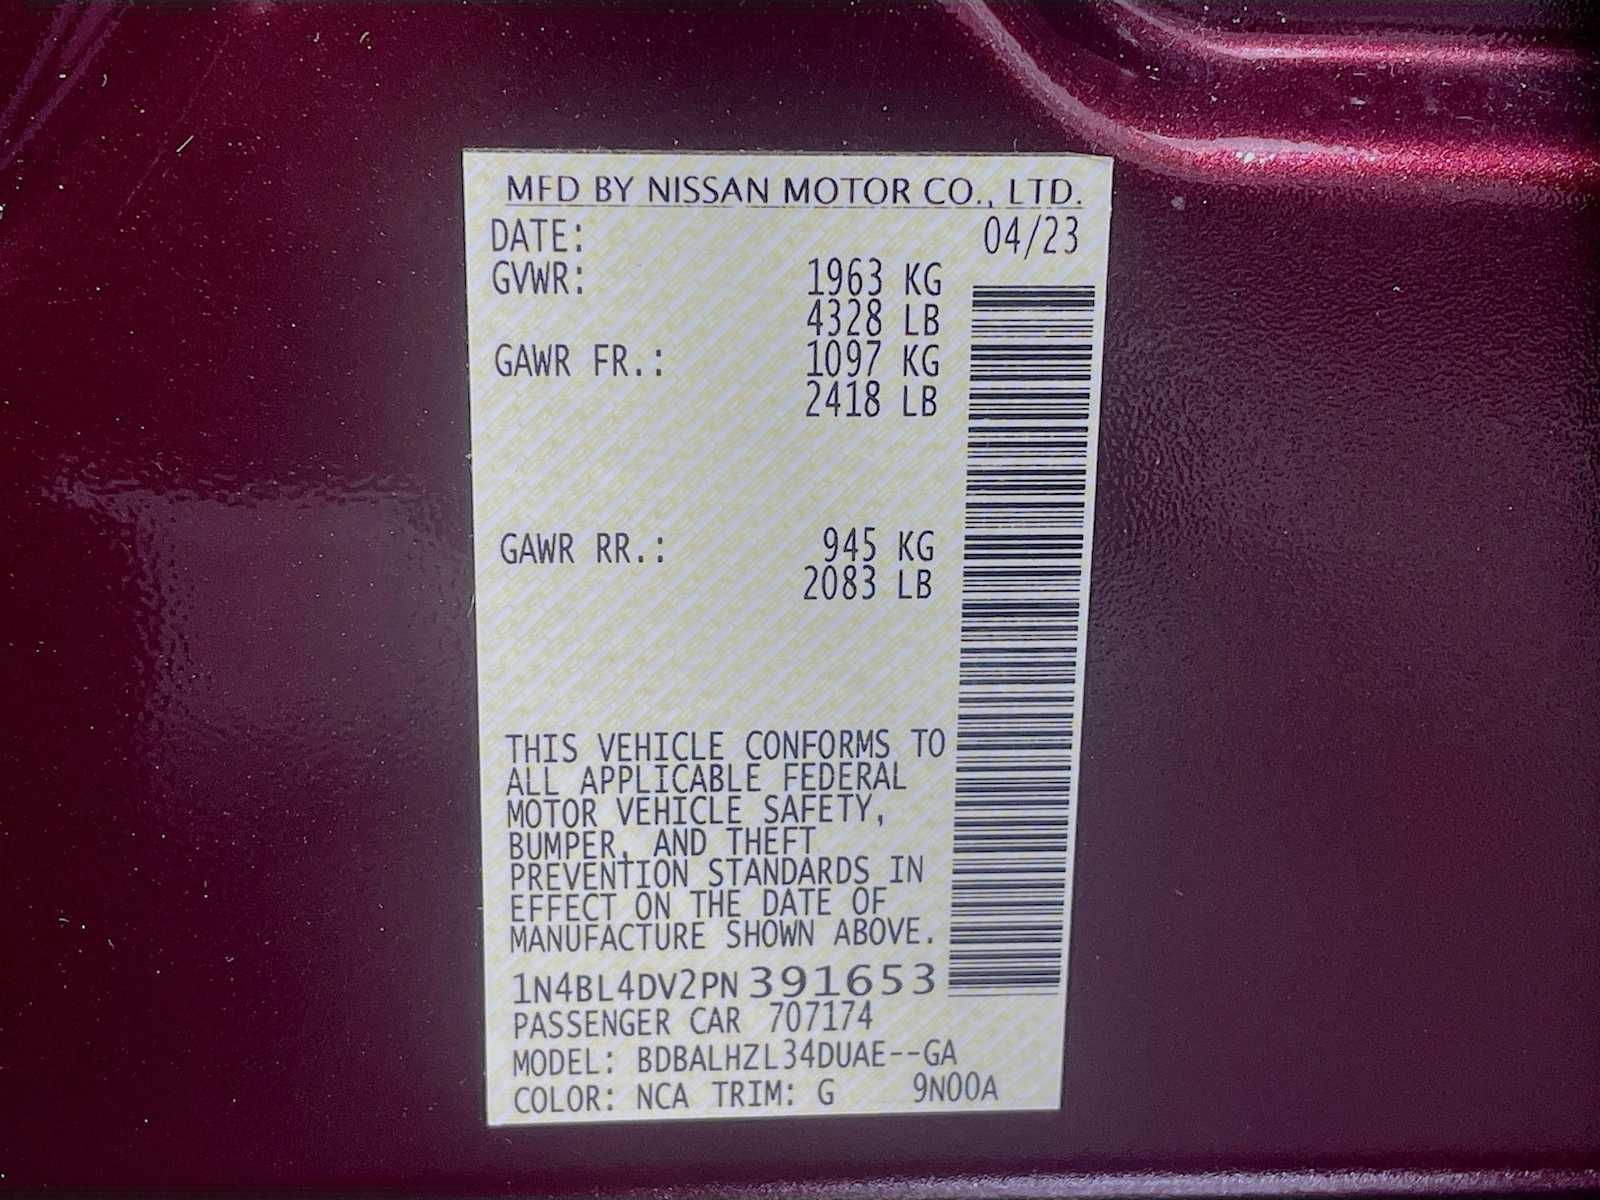 MFD BY NISSAN MOTOR CO., LTD.
DATE: 04/23
GVWR: 1963 KG
4328 LB
GAWR FR.: 1097 KG
2418 LB
GAWR RR.: 945 KG
2083 LB
THIS VEHICLE CONFORMS TO
ALL APPLICABLE FEDERAL
MOTOR VEHICLE SAFETY,
BUMPER, AND THEFT
PREVENTION STANDARDS IN
EFFECT ON THE DATE OF
MANUFACTURE SHOWN ABOVE.
1N4BL4DV2PN391653
PASSENGER CAR 707174
MODEL: BDBALHZL34DUAE--GA
COLOR: NCA TRIM: G 9N00A